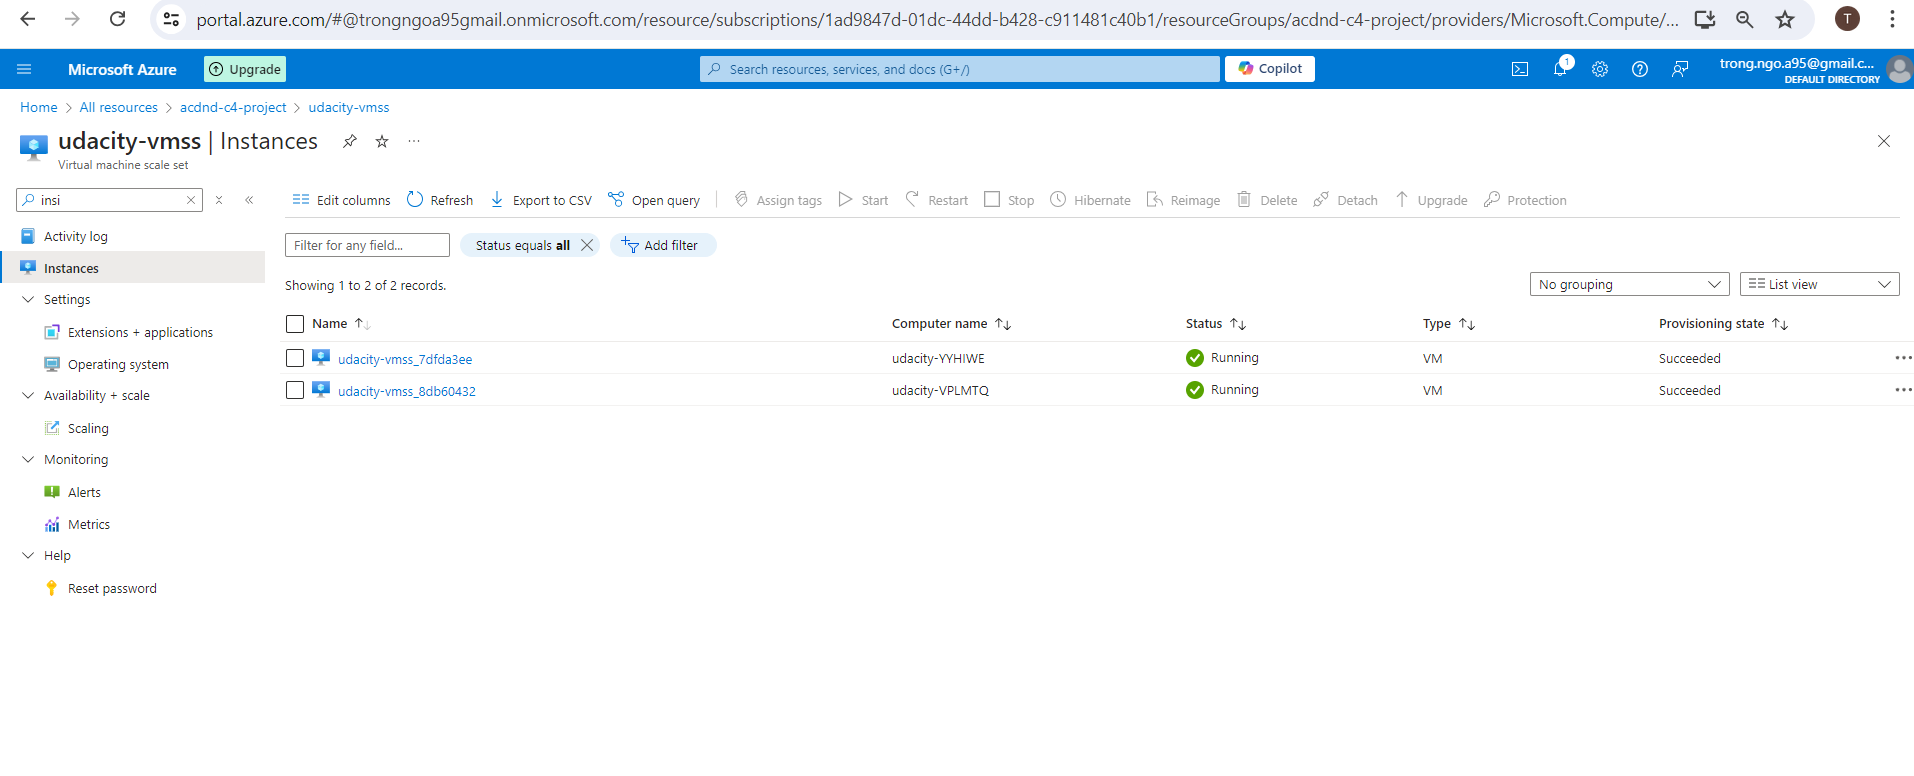 portal.azure.com/#@trongngoa95gmail.onmicrosoft.com/resource/subscriptions/1ad9847d-01dc-44dd-b428-c911481c40b1/resourceGroups/acdnd-c4-project/providers/Microsoft.Compute/... T
Microsoft Azure Upgrade Search resources, services, and docs (G+/) Copilot 1 trong.ngo.a95@gmail.c...
DEFAULT DIRECTORY
Home > All resources > acdnd-c4-project > udacity-vmss
udacity-vmss | Instances ...
Virtual machine scale set
insi
Edit columns Refresh Export to CSV Open query Assign tags Start Restart Stop Hibernate Reimage Delete Detach Upgrade Protection
Activity log
Instances
Settings
Extensions + applications
Operating system
Availability + scale
Scaling
Monitoring
Alerts
Metrics
Help
Reset password
Filter for any field... Status equals all Add filter
Showing 1 to 2 of 2 records. No grouping List view
Name Computer name Status Type Provisioning state
udacity-vmss_7dfda3ee udacity-YYHIWE Running VM Succeeded ...
udacity-vmss_8db60432 udacity-VPLMTQ Running VM Succeeded ...